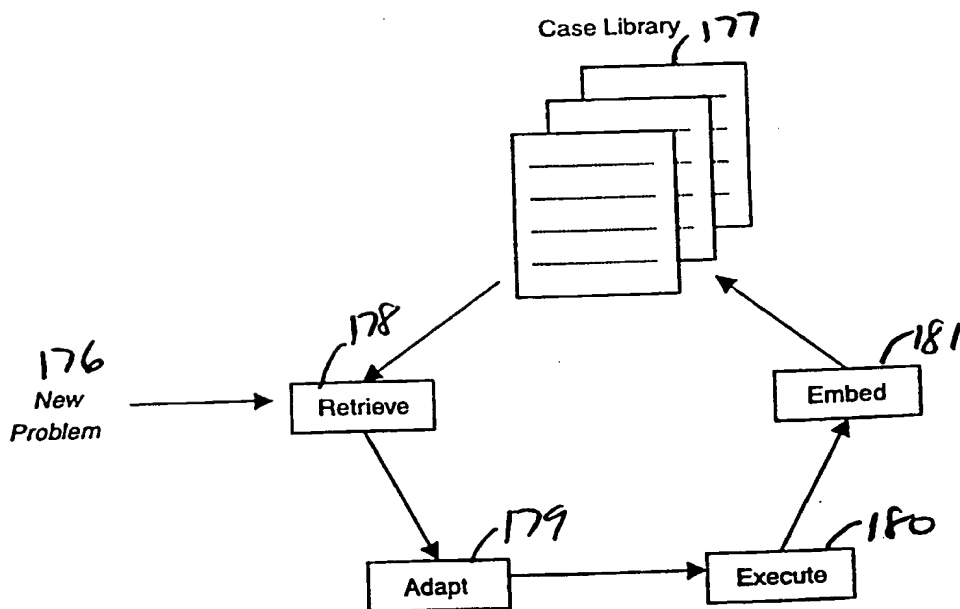 Case Library 177
178
176
New
Problem
Retrieve
181
Embed
179
Adapt
180
Execute